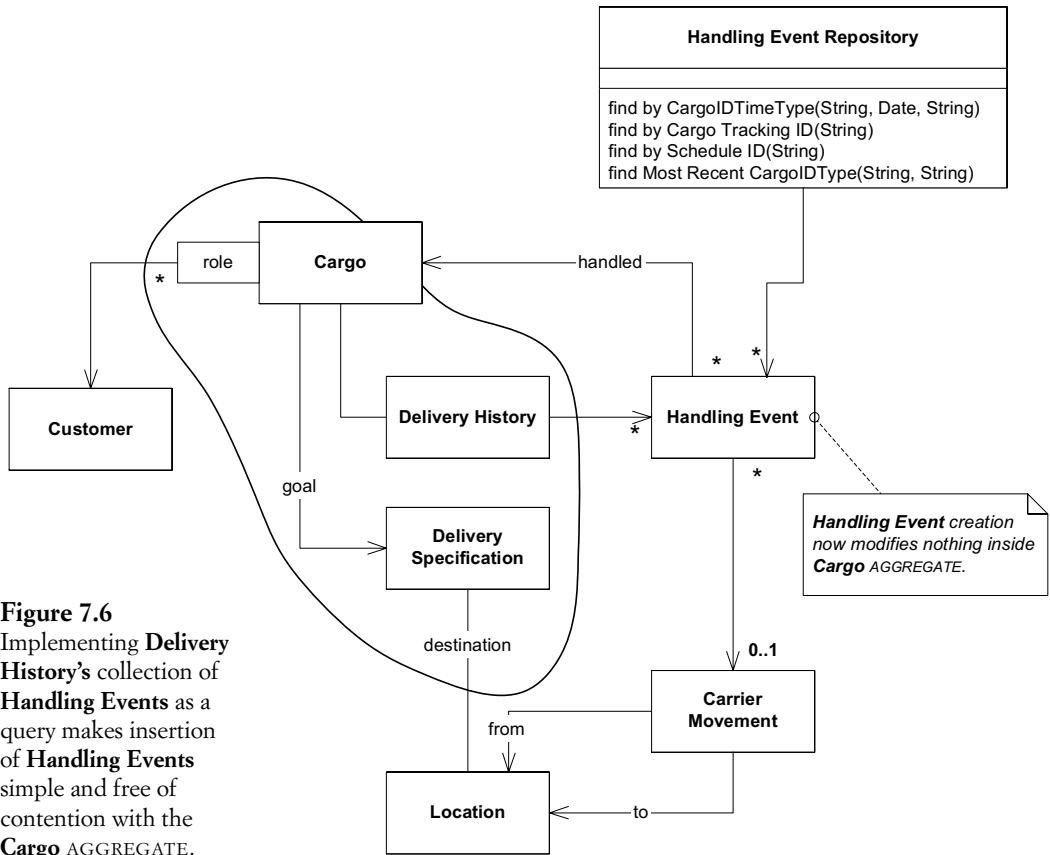 Handling Event Repository
find by CargoIDTimeType(String, Date, String)
find by Cargo Tracking ID(String)
find by Schedule ID(String)
find Most Recent CargoIDType(String, String)
role
Cargo
handled
*
*
*
Customer
Delivery History
*
Handling Event
*
goal
Handling Event creation
now modifies nothing inside
Cargo AGGREGATE.
Delivery
Specification
destination
0..1
Carrier
Movement
from
Location
to
Figure 7.6
Implementing Delivery
History's collection of
Handling Events as a
query makes insertion
of Handling Events
simple and free of
contention with the
Cargo AGGREGATE.